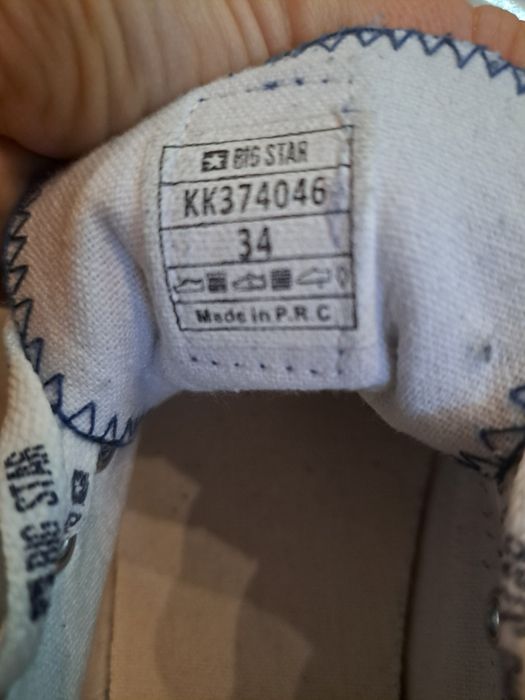 BIG STAR
KK374046
34
Made in P.R.C
BIG STAR